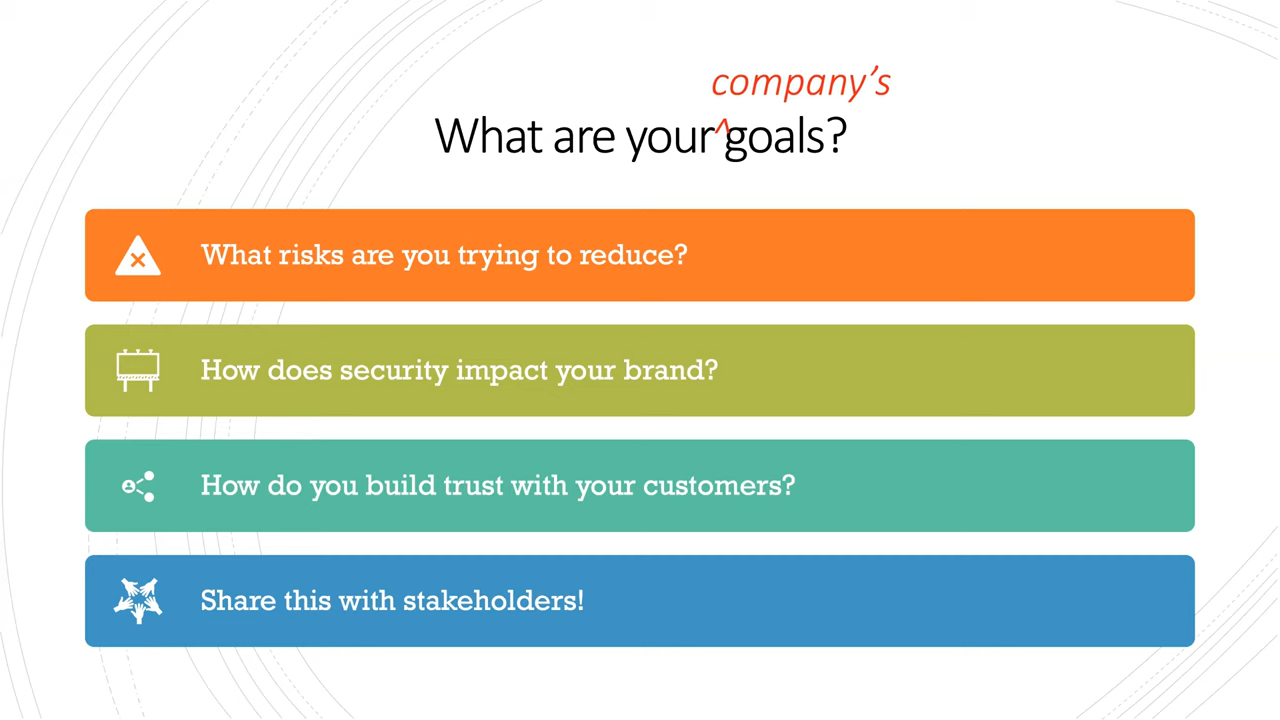 company’s
What are your ^ goals?
What risks are you trying to reduce?
How does security impact your brand?
How do you build trust with your customers?
Share this with stakeholders!